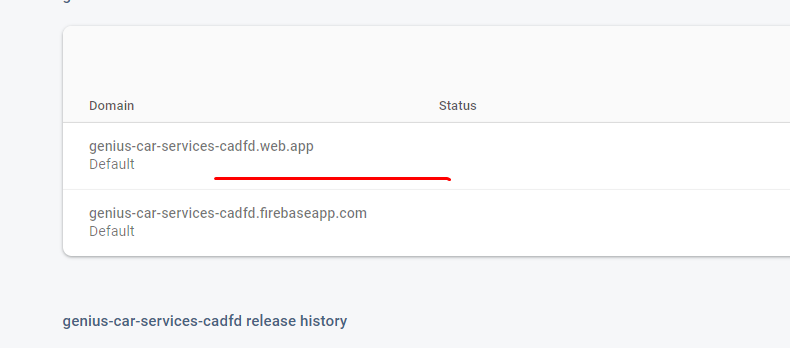 Domain Status
genius-car-services-cadfd.web.app
Default
genius-car-services-cadfd.firebaseapp.com
Default
genius-car-services-cadfd release history